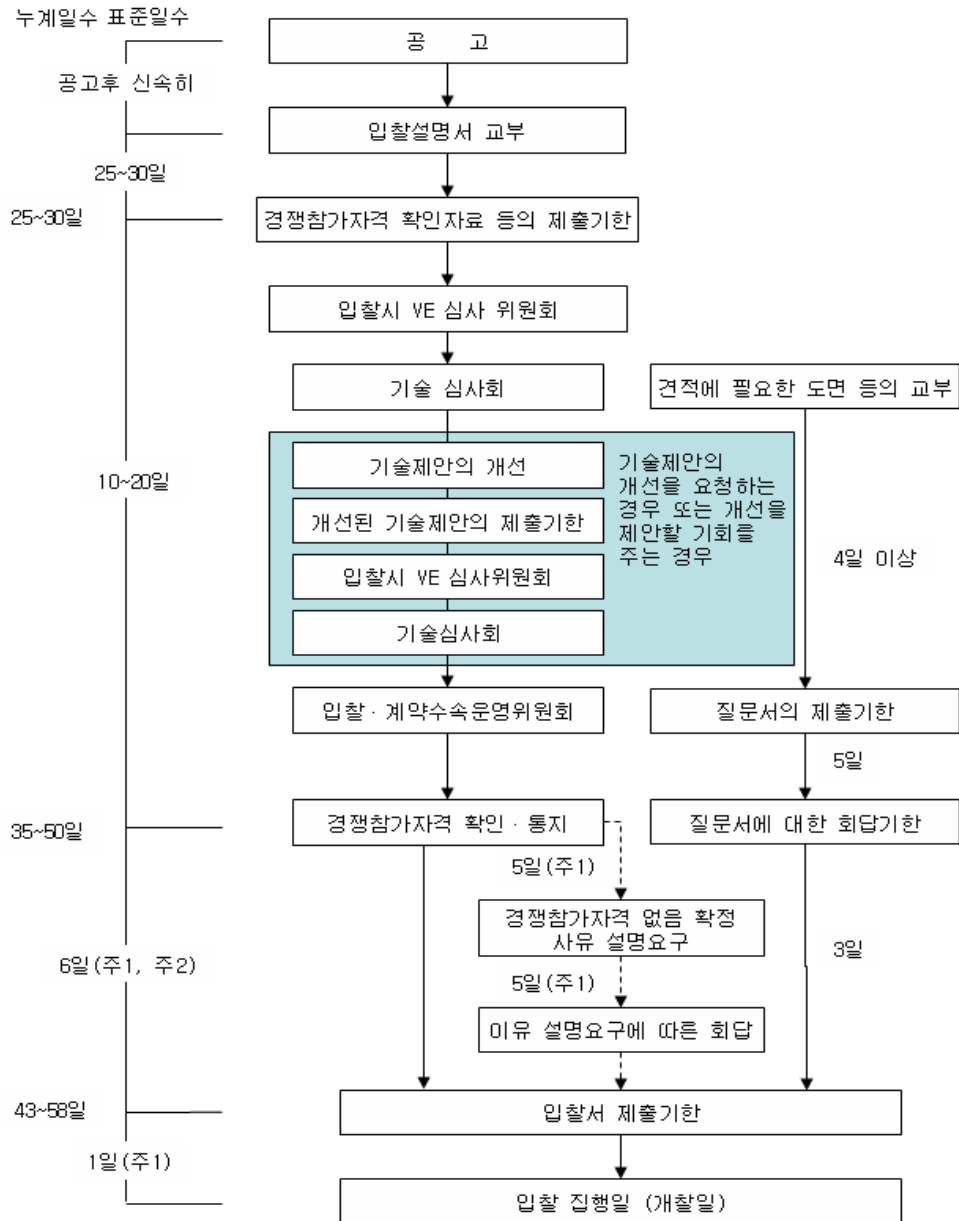 누계일수 표준일수
공 고
공고후 신속히
입찰설명서 교부
25~30일
25~30일
경쟁참가자격 확인자료 등의 제출기한
입찰시 VE 심사 위원회
기술 심사회
견적에 필요한 도면 등의 교부
10~20일
기술제안의 개선
개선된 기술제안의 제출기한
입찰시 VE 심사위원회
기술심사회
기술제안의
개선을 요청하는
경우 또는 개선을
제안할 기회를
주는 경우
4일 이상
입찰·계약수속운영위원회
질문서의 제출기한
5일
35~50일
경쟁참가자격 확인·통지
질문서에 대한 회답기한
5일(주1)
경쟁참가자격 없음 확정
사유 설명요구
3일
6일(주1, 주2)
5일(주1)
이유 설명요구에 따른 회답
43~58일
입찰서 제출기한
1일(주1)
입찰 집행일 (개찰일)